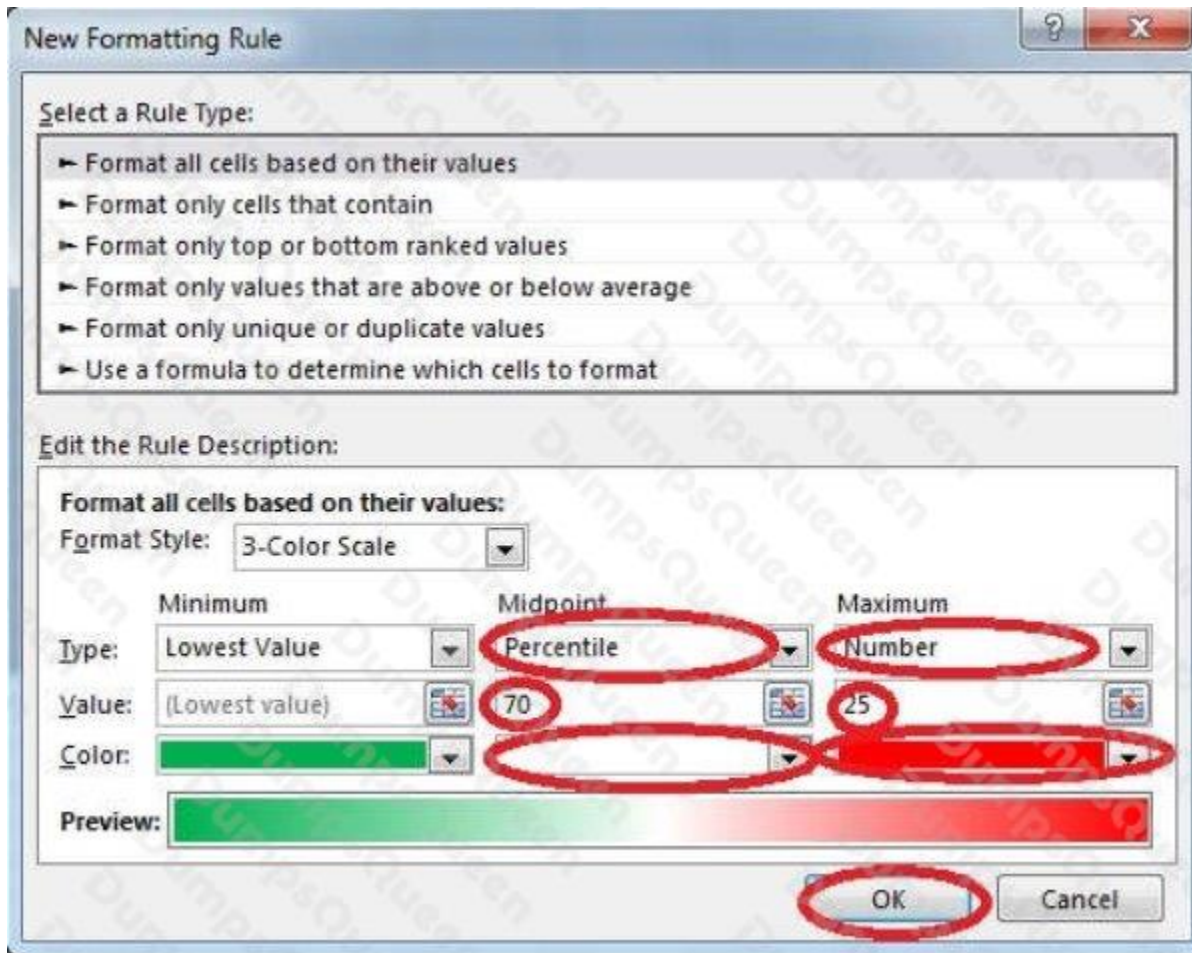 New Formatting Rule
Select a Rule Type:
► Format all cells based on their values
► Format only cells that contain
► Format only top or bottom ranked values
► Format only values that are above or below average
► Format only unique or duplicate values
► Use a formula to determine which cells to format
Edit the Rule Description:
Format all cells based on their values:
Format Style: 3-Color Scale
Minimum Midpoint Maximum
Type: Lowest Value Percentile Number
Value: (Lowest value) 70 25
Color:
Preview:
OK Cancel
DumpsQueen